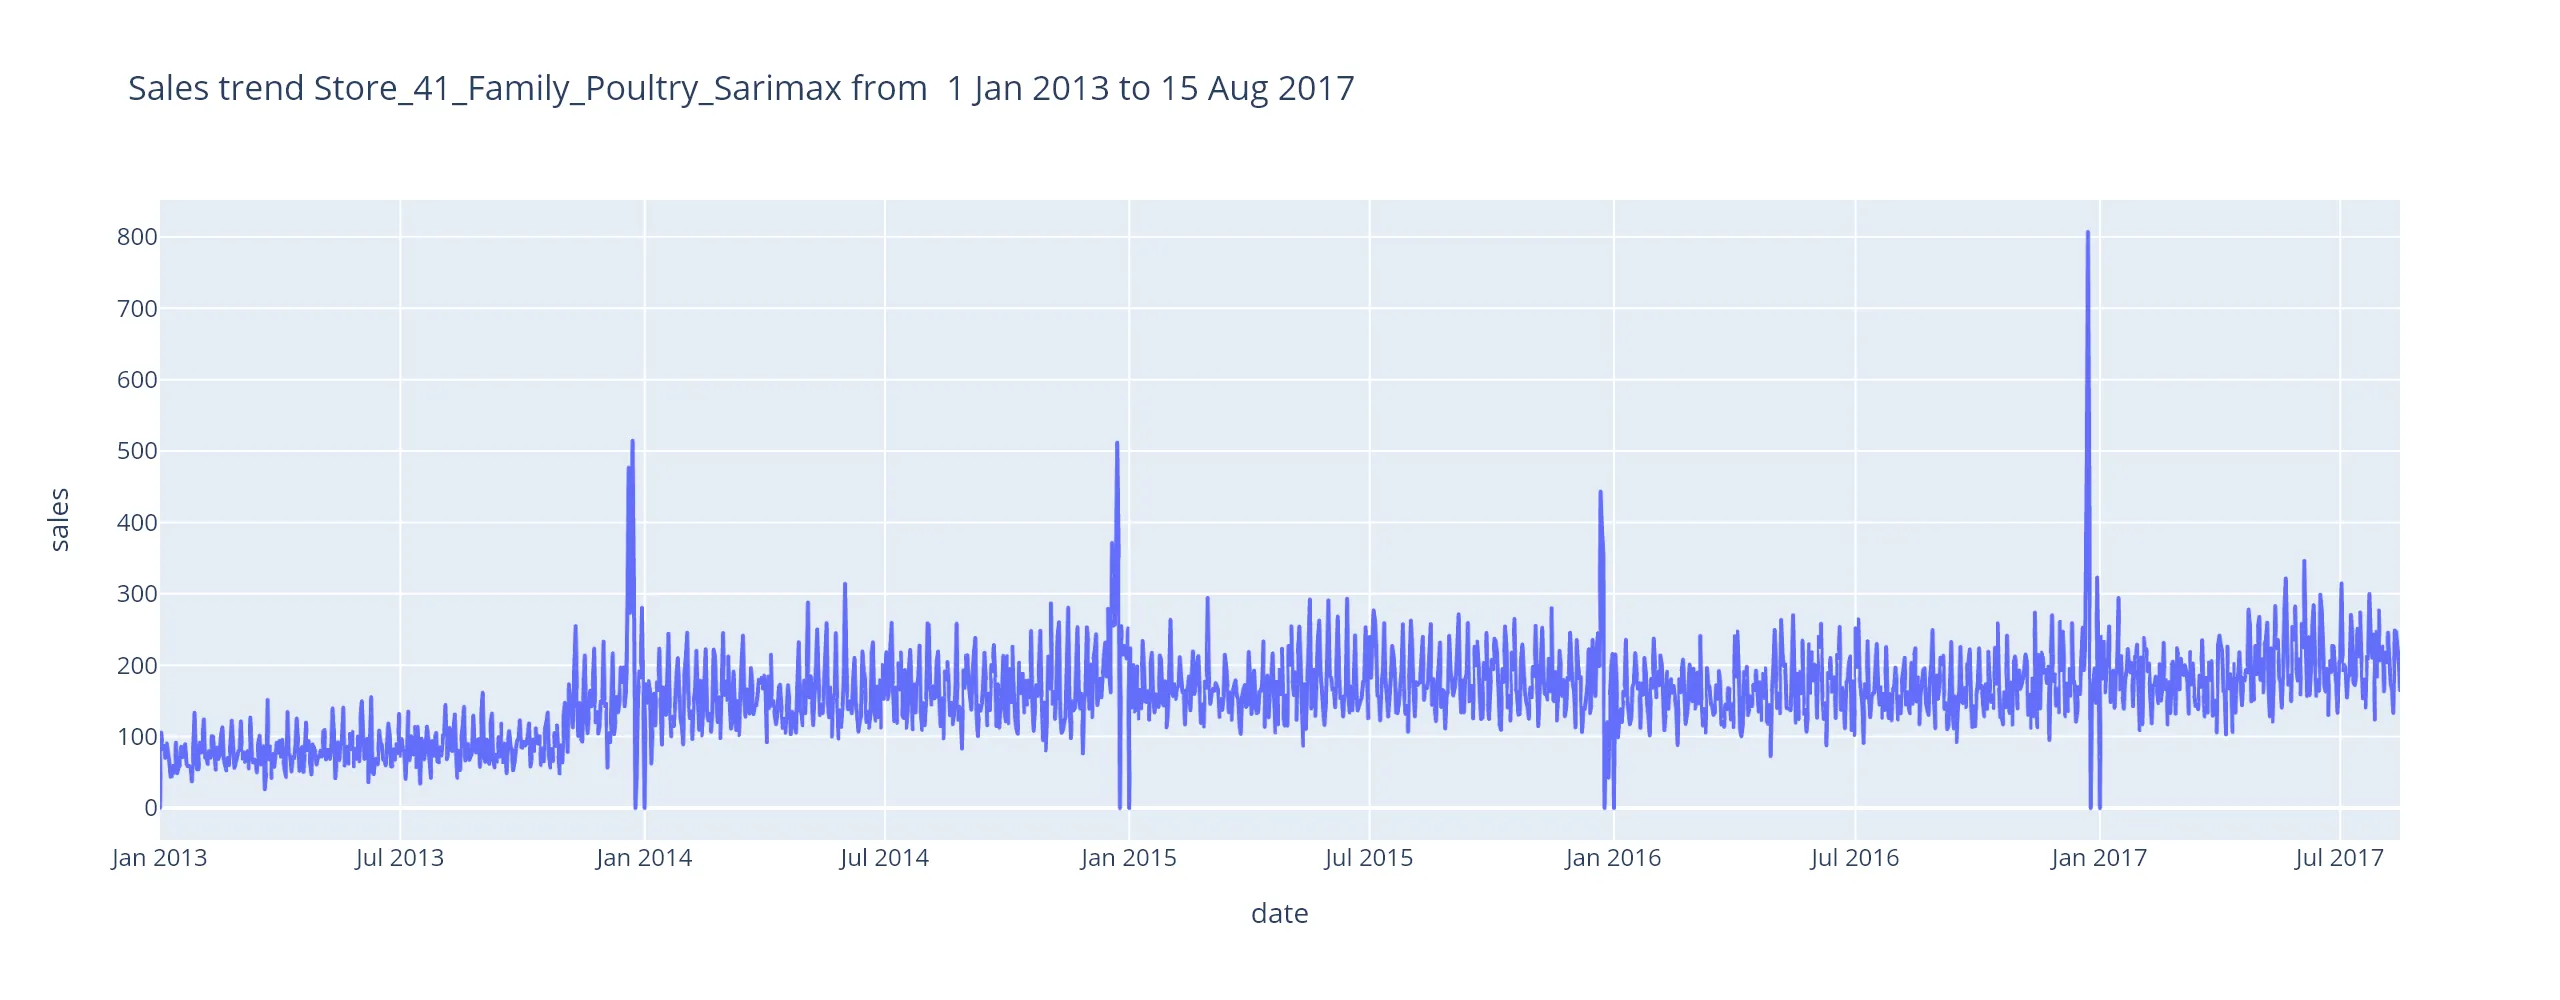 Sales trend Store_41_Family_Poultry_Sarimax from  1 Jan 2013 to 15 Aug 2017
800
700
600
500
400
300
200
100
0
sales
Jan 2013 Jul 2013 Jan 2014 Jul 2014 Jan 2015 Jul 2015 Jan 2016 Jul 2016 Jan 2017 Jul 2017
date